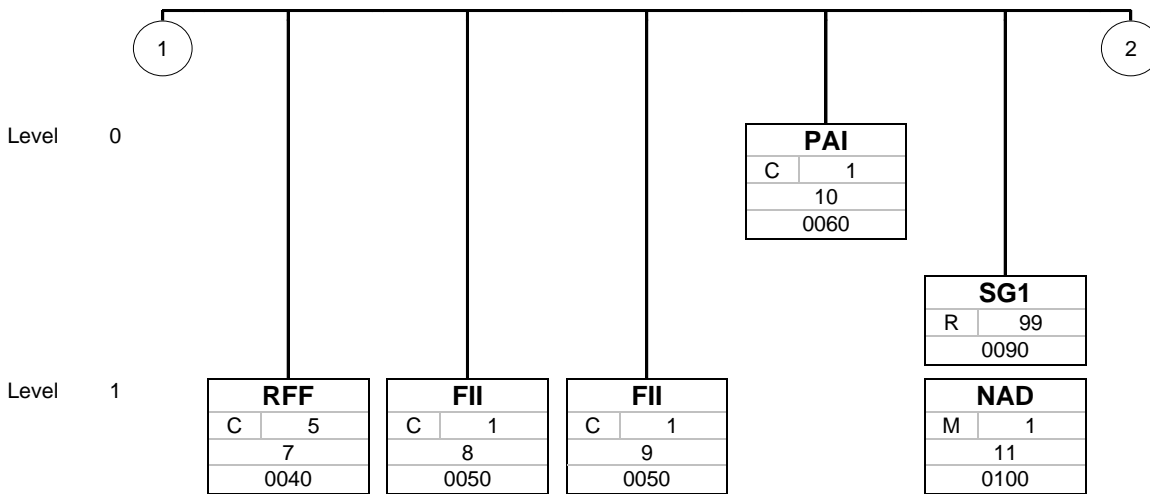 1 2
Level 0
PAI
C 1
10
0060
SG1
R 99
0090
Level 1
RFF FII FII NAD
C 5 C 1 C 1 M 1
7 8 9 11
0040 0050 0050 0100